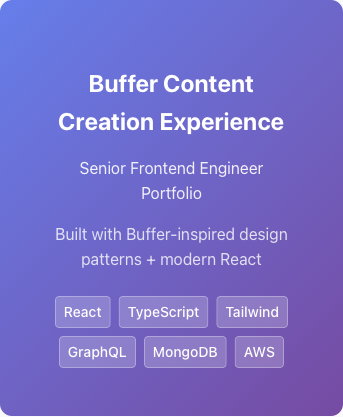 Buffer Content
Creation Experience
Senior Frontend Engineer
Portfolio
Built with Buffer-inspired design
patterns + modern React
React TypeScript Tailwind
GraphQL MongoDB AWS